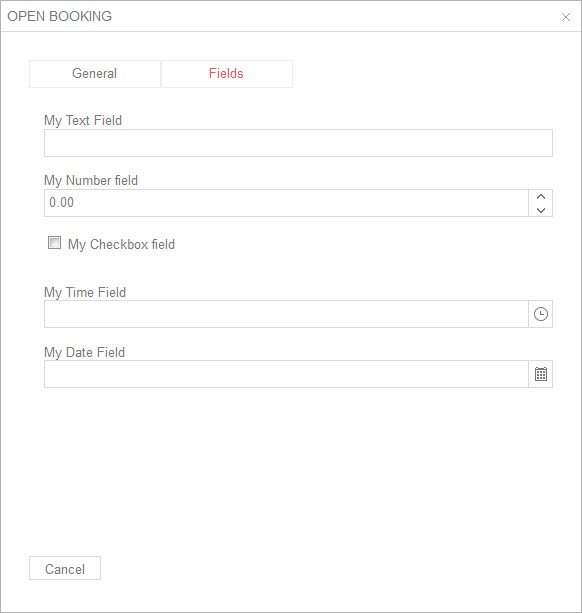 OPEN BOOKING
General Fields
My Text Field
My Number field
0.00
My Checkbox field
My Time Field
My Date Field
Cancel